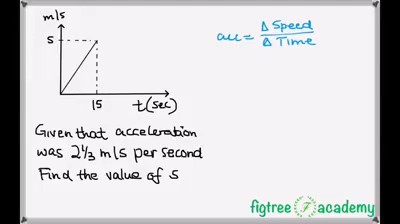 m/s
acc = Δ Speed
Δ Time
S
15
t(sec)
Given that acceleration
was 2⅓ m/s per second
Find the value of S
figtree academy